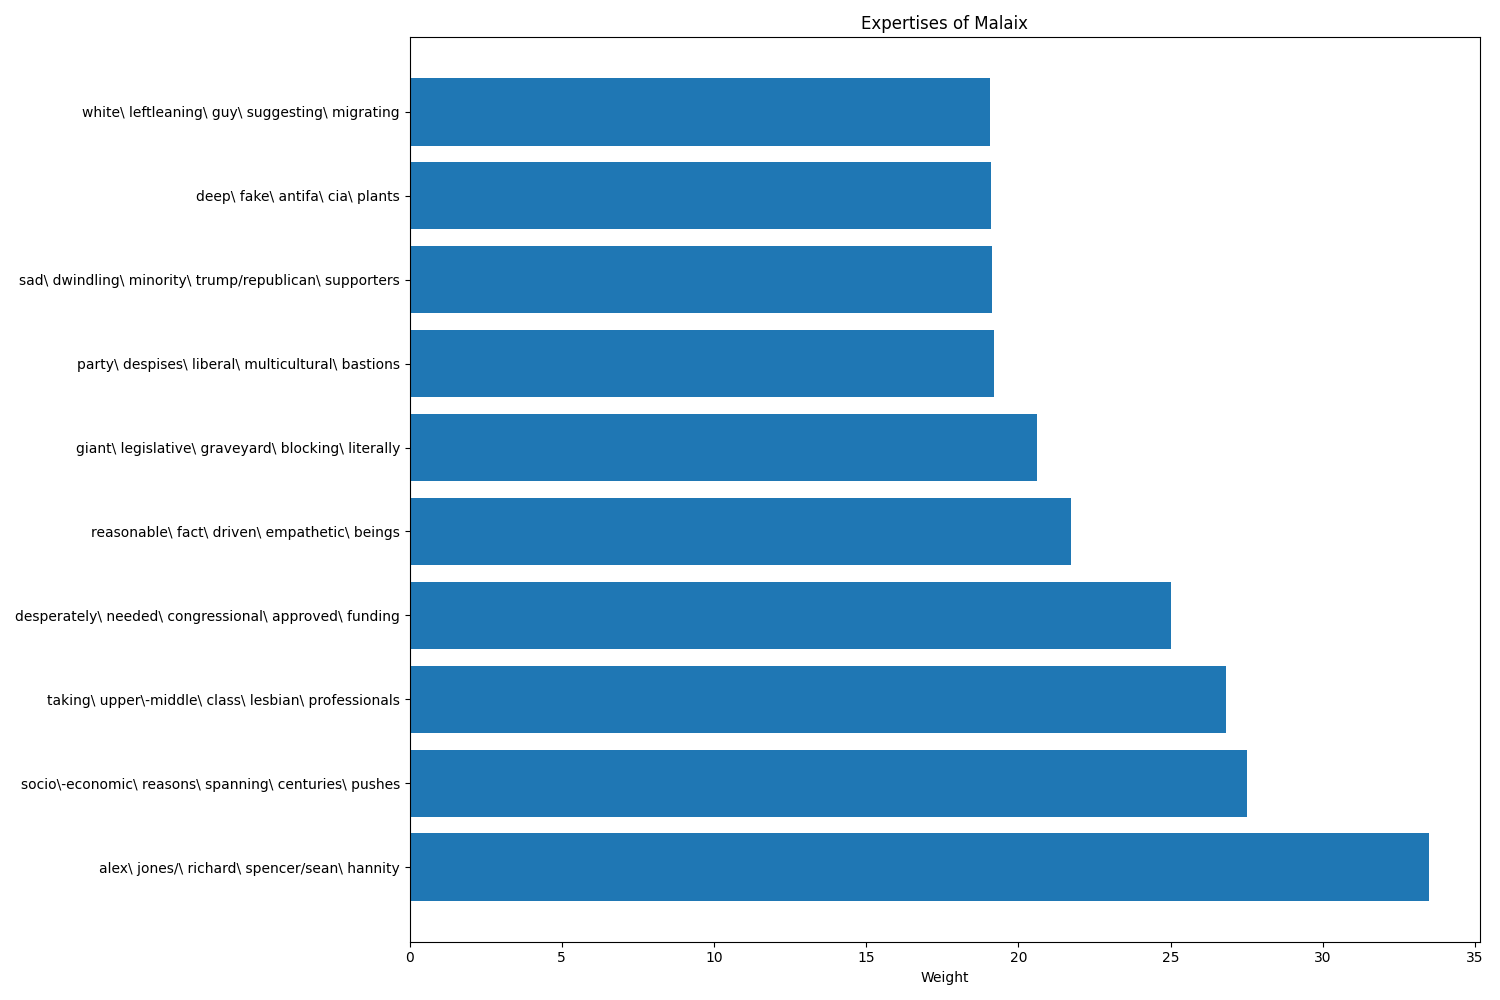 Expertises of Malaix
white\ leftleaning\ guy\ suggesting\ migrating
deep\ fake\ antifa\ cia\ plants
sad\ dwindling\ minority\ trump/republican\ supporters
party\ despises\ liberal\ multicultural\ bastions
giant\ legislative\ graveyard\ blocking\ literally
reasonable\ fact\ driven\ empathetic\ beings
desperately\ needed\ congressional\ approved\ funding
taking\ upper\-middle\ class\ lesbian\ professionals
socio\-economic\ reasons\ spanning\ centuries\ pushes
alex\ jones/\ richard\ spencer/sean\ hannity
0 5 10 15 20 25 30 35
Weight